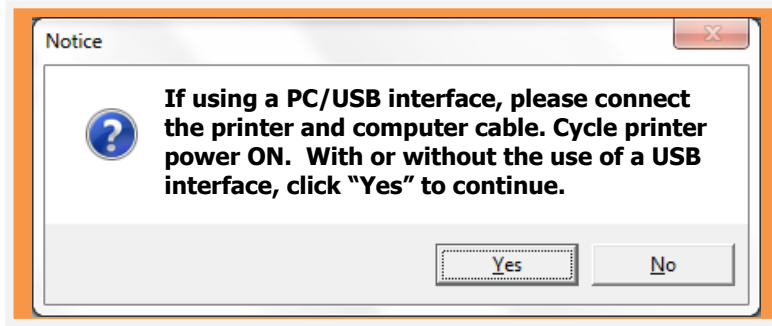 Notice
If using a PC/USB interface, please connect
the printer and computer cable. Cycle printer
power ON.  With or without the use of a USB
interface, click “Yes” to continue.
Yes
No